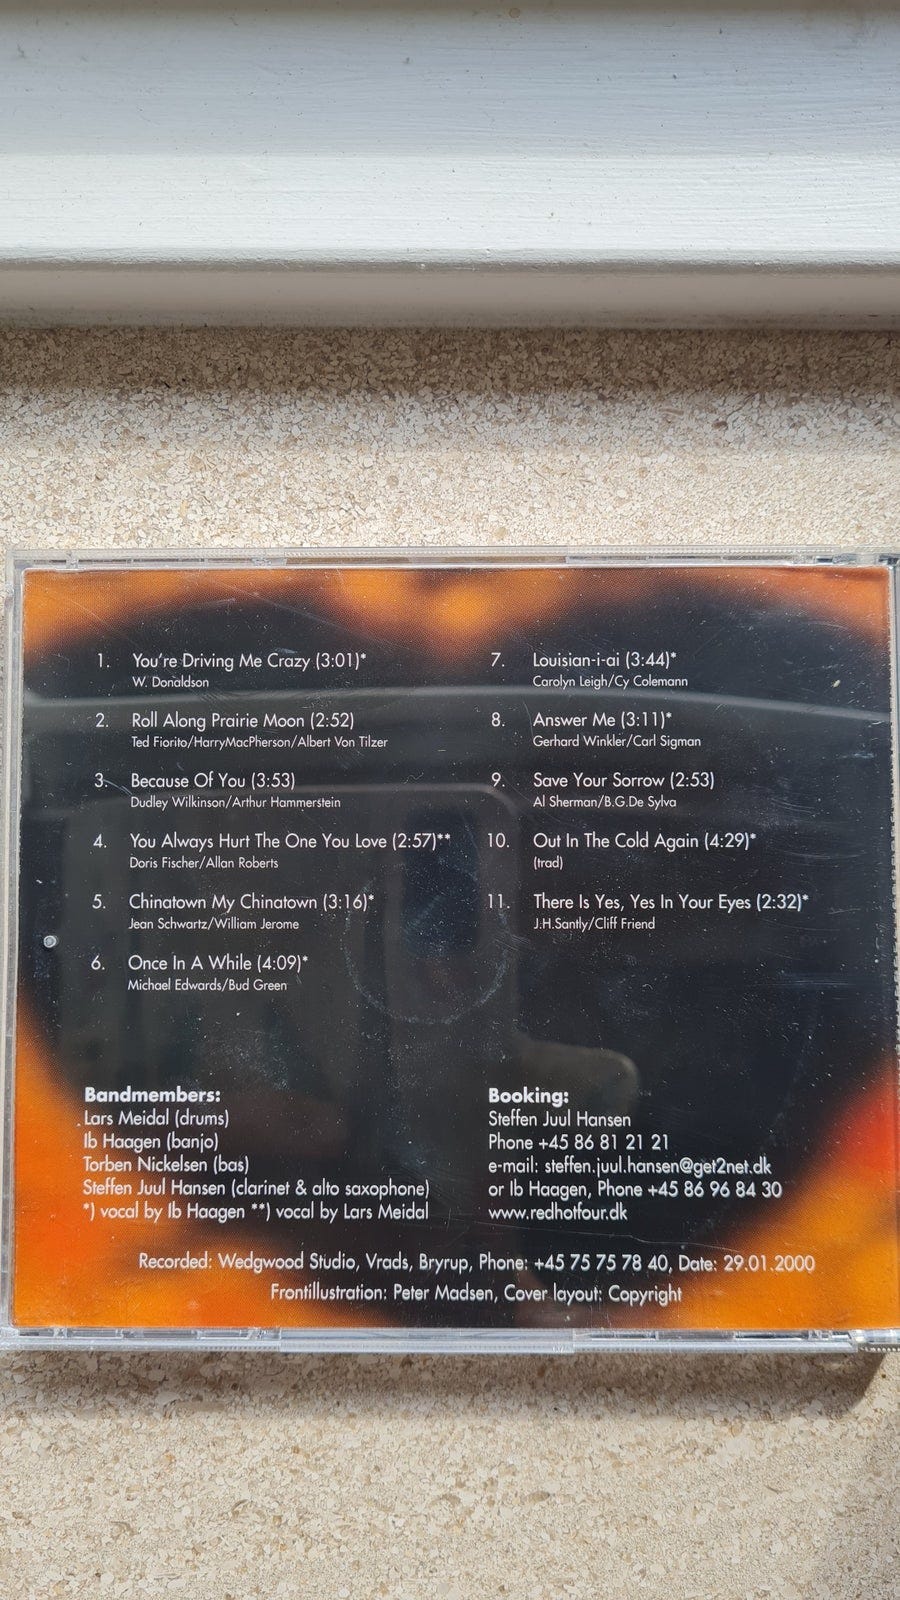 1. You're Driving Me Crazy (3:01)*
W. Donaldson
2. Roll Along Prairie Moon (2:52)
Ted Fiorito/HarryMacPherson/Albert Von Tilzer
3. Because Of You (3:53)
Dudley Wilkinson/Arthur Hammerstein
4. You Always Hurt The One You Love (2:57)**
Doris Fischer/Allan Roberts
5. Chinatown My Chinatown (3:16)*
Jean Schwartz/William Jerome
6. Once In A While (4:09)*
Michael Edwards/Bud Green
7. Louisian-i-ai (3:44)*
Carolyn Leigh/Cy Colemann
8. Answer Me (3:11)*
Gerhard Winkler/Carl Sigman
9. Save Your Sorrow (2:53)
Al Sherman/B.G.De Sylva
10. Out In The Cold Again (4:29)*
(trad)
11. There Is Yes, Yes In Your Eyes (2:32)*
J.H.Santly/Cliff Friend
Bandmembers:
Lars Meidal (drums)
Ib Haagen (banjo)
Torben Nickelsen (bas)
Steffen Juul Hansen (clarinet & alto saxophone)
*) vocal by Ib Haagen **) vocal by Lars Meidal
Booking:
Steffen Juul Hansen
Phone +45 86 81 21 21
e-mail: steffen.juul.hansen@get2net.dk
or Ib Haagen, Phone +45 86 96 84 30
www.redhotfour.dk
Recorded: Wedgwood Studio, Vrads, Bryrup, Phone: +45 75 75 78 40, Date: 29.01.2000
Frontillustration: Peter Madsen, Cover layout: Copyright